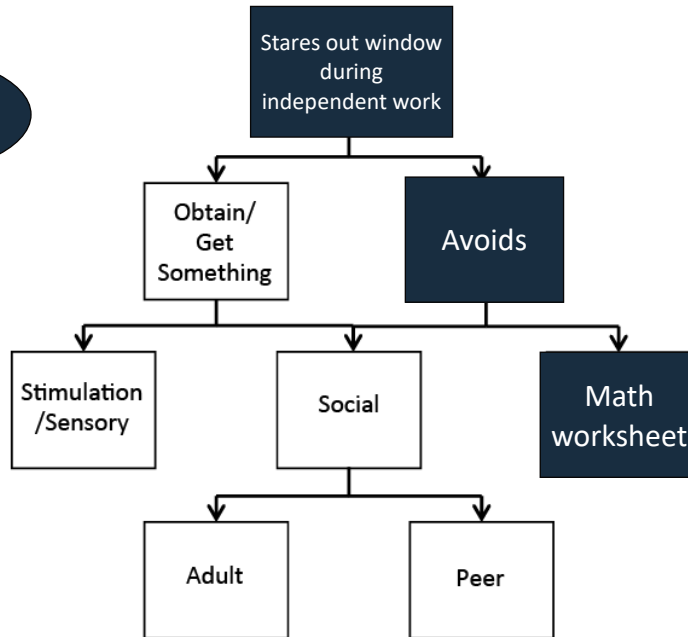 Stares out window
during
independent work
Obtain/
Get
Something
Avoids
Stimulation
/Sensory
Social
Math
worksheet
Adult
Peer